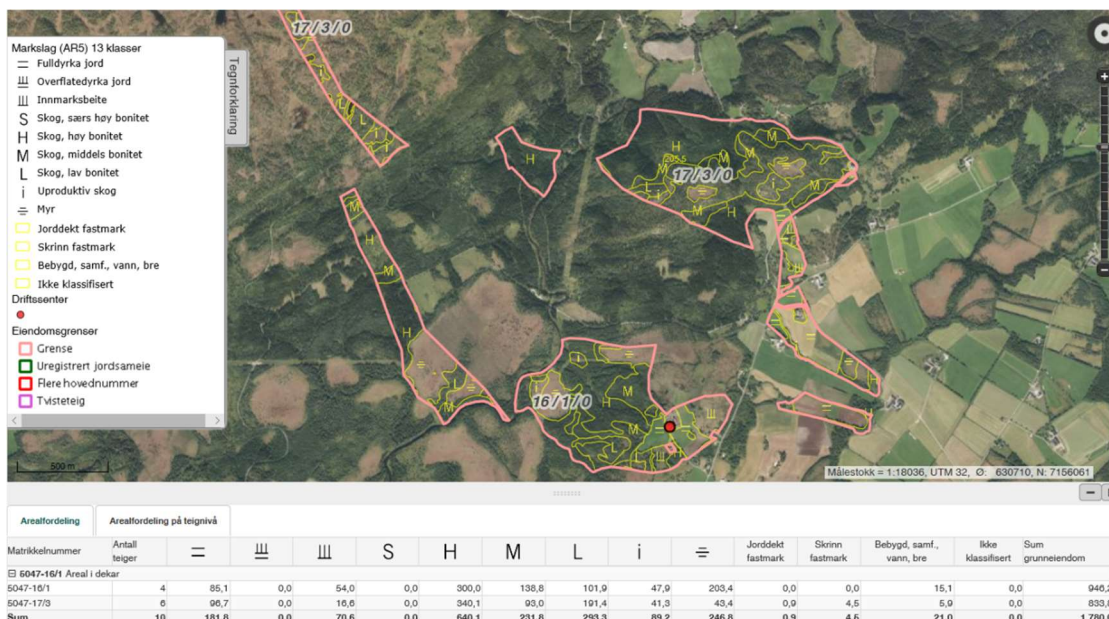 17/3/0
Markslag (AR5) 13 klasser
Fulldyrka jord
Overflatedyrka jord
Innmarksbeite
S Skog, særs høy bonitet
H Skog, høy bonitet
M Skog, middels bonitet
L Skog, lav bonitet
i Uproduktiv skog
Myr
Jorddekt fastmark
Skrinn fastmark
Bebygd, samf., vann, bre
Ikke klassifisert
Driftssenter
Eiendomsgrenser
Grense
Uregistrert jordsameie
Flere hovednummer
Tvisteteig
Tegnforklaring
17/3/0
16/1/0
500 m
Målestokk = 1:18036, UTM 32, Ø: 630710, N: 7156061
Arealfordeling Arealfordeling på teignivå
Matrikkelnummer Antall teiger S H M L i Jorddekt fastmark Skrinn fastmark Bebygd, samf., vann, bre Ikke klassifisert Sum grunneiendom
5047-16/1 Areal i dekar
5047-16/1 4 85,1 0,0 54,0 0,0 300,0 138,8 101,9 47,9 203,4 0,0 0,0 15,1 0,0
5047-17/3 6 96,7 0,0 16,6 0,0 340,1 93,0 191,4 41,3 43,4 0,9 4,5 5,9 0,0
Sum 10 181,8 0,0 70,6 0,0 640,1 231,8 293,3 89,2 246,8 0,9 4,5 21,0 0,0